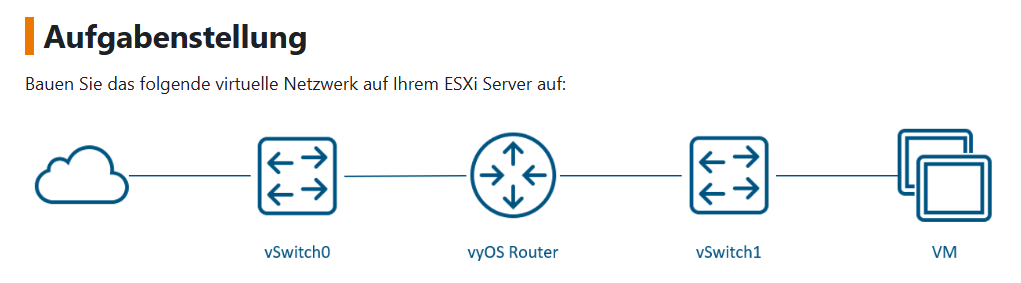 Aufgabenstellung
Bauen Sie das folgende virtuelle Netzwerk auf Ihrem ESXi Server auf:
vSwitch0
vyOS Router
vSwitch1
VM